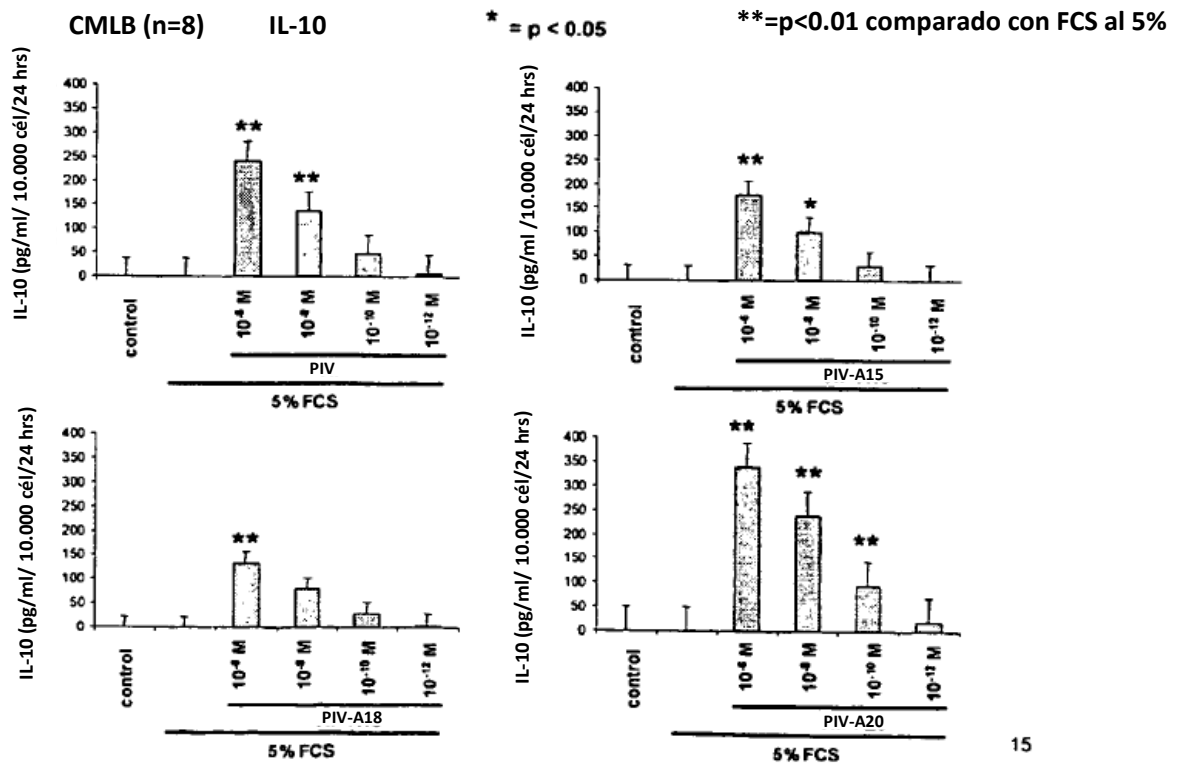 CMLB (n=8) IL-10 * = p < 0.05 **=p<0.01 comparado con FCS al 5%
IL-10 (pg/ml/ 10.000 cél/24 hrs)
400
350
300
250
200
150
100
50
0
**
**
control
10⁻⁶ M
10⁻⁸ M
10⁻¹⁰ M
10⁻¹² M
PIV
5% FCS
IL-10 (pg/ml /10.000 cél/24 hrs)
400
350
300
250
200
150
100
50
0
**
*
control
10⁻⁶ M
10⁻⁸ M
10⁻¹⁰ M
10⁻¹² M
PIV-A15
5% FCS
IL-10 (pg/ml/ 10.000 cél/24 hrs)
400
350
300
250
200
150
100
50
0
**
control
10⁻⁶ M
10⁻⁸ M
10⁻¹⁰ M
10⁻¹² M
PIV-A18
5% FCS
IL-10 (pg/ml/ 10.000 cél/24 hrs)
400
350
300
250
200
150
100
50
0
**
**
**
control
10⁻⁶ M
10⁻⁸ M
10⁻¹⁰ M
10⁻¹² M
PIV-A20
5% FCS
15